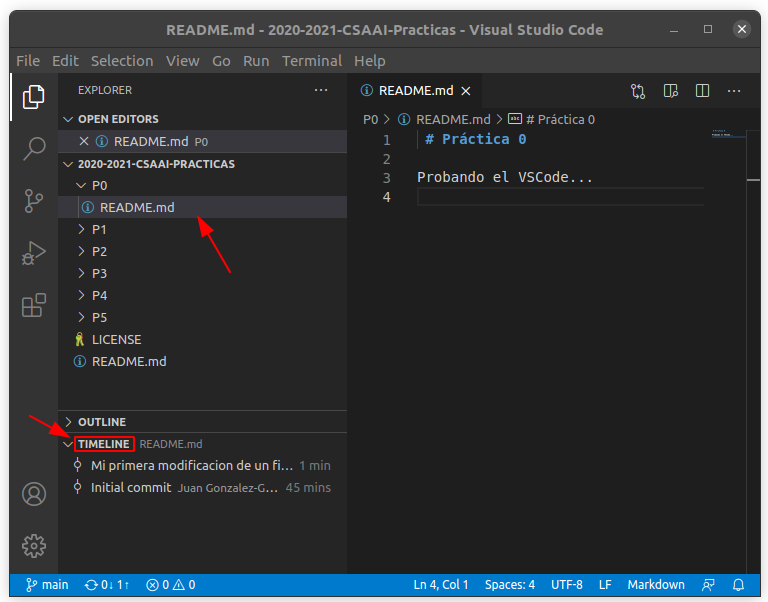 README.md - 2020-2021-CSAAI-Practicas - Visual Studio Code
File Edit Selection View Go Run Terminal Help
EXPLORER
OPEN EDITORS
README.md P0
2020-2021-CSAAI-PRACTICAS
P0
README.md
P1
P2
P3
P4
P5
LICENSE
README.md
OUTLINE
TIMELINE README.md
Mi primera modificacion de un fi... 1 min
Initial commit Juan Gonzalez-G... 45 mins
README.md
P0 > README.md > abc # Práctica 0
1 # Práctica 0
2
3 Probando el VSCode...
4
main 0↓ 1↑ 0 0 Ln 4, Col 1 Spaces: 4 UTF-8 LF Markdown